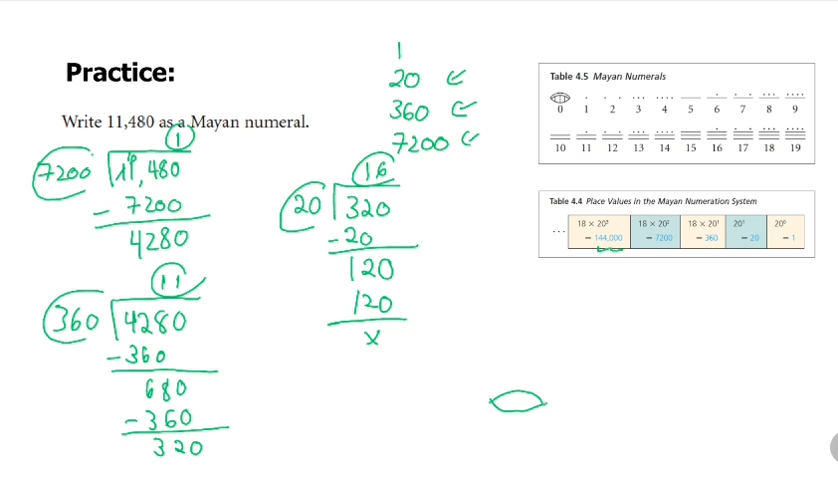 Practice:
Write 11,480 as a Mayan numeral.
1
20
360
7200
1
7200 11,480
- 7200
4280
11
360 4280
- 360
680
- 360
320
16
20 320
- 20
120
120
x
Table 4.5 Mayan Numerals
0 1 2 3 4 5 6 7 8 9
10 11 12 13 14 15 16 17 18 19
Table 4.4 Place Values in the Mayan Numeration System
... 18 × 20³ 18 × 20² 18 × 20¹ 20¹ 20⁰
= 144,000 = 7200 = 360 = 20 = 1